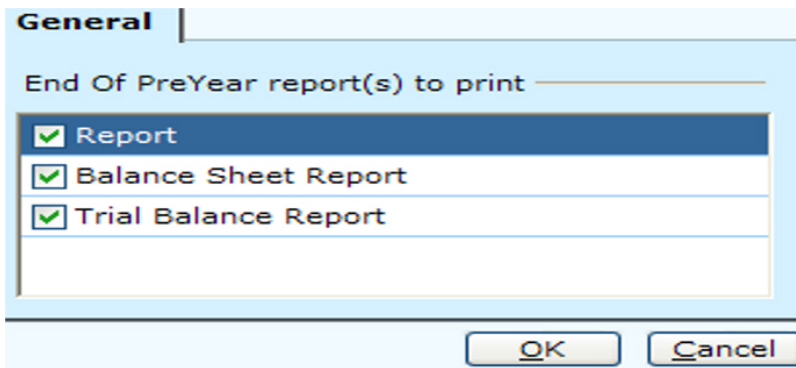 General
End Of PreYear report(s) to print
Report
Balance Sheet Report
Trial Balance Report
OK Cancel